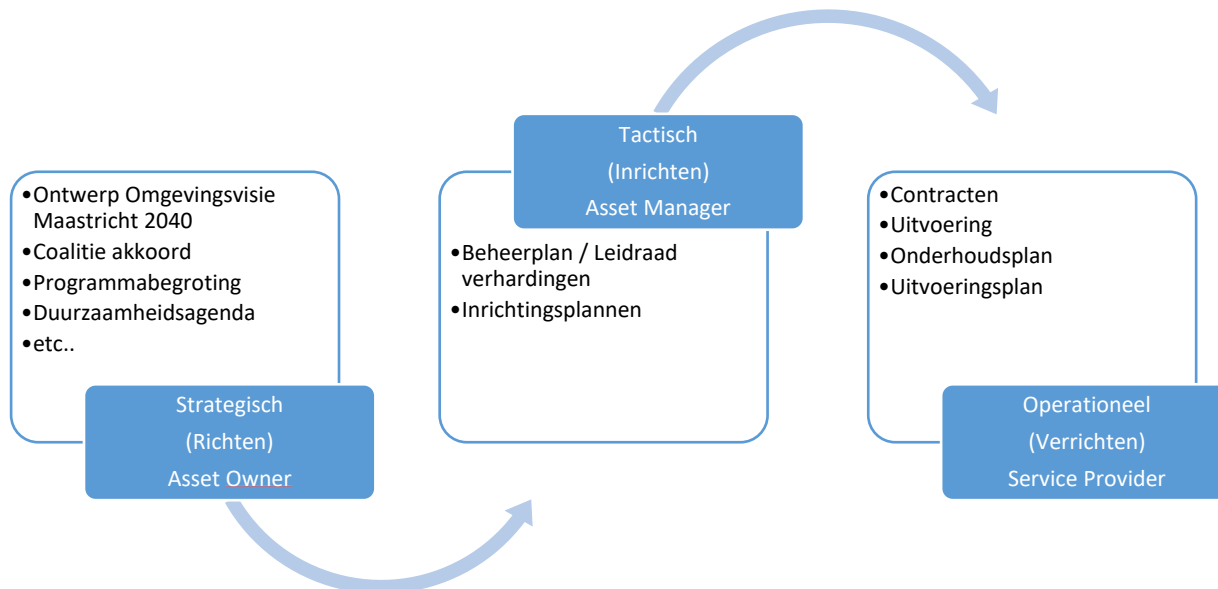 •Ontwerp Omgevingsvisie
Maastricht 2040
•Coalitie akkoord
•Programmabegroting
•Duurzaamheidsagenda
•etc..
Strategisch
(Richten)
Asset Owner
Tactisch
(Inrichten)
Asset Manager
•Beheerplan / Leidraad
verhardingen
•Inrichtingsplannen
•Contracten
•Uitvoering
•Onderhoudsplan
•Uitvoeringsplan
Operationeel
(Verrichten)
Service Provider